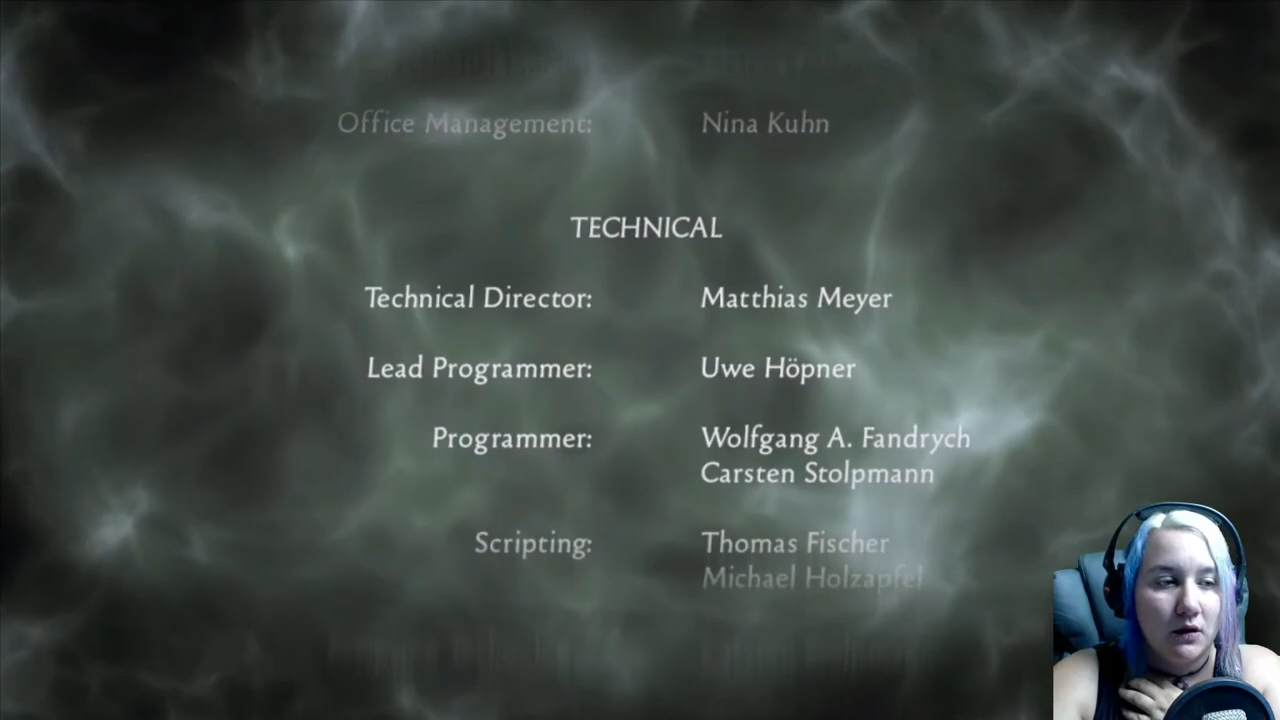 Office Management: Nina Kuhn
TECHNICAL
Technical Director: Matthias Meyer
Lead Programmer: Uwe Höpner
Programmer: Wolfgang A. Fandrych
Carsten Stolpmann
Scripting: Thomas Fischer
Michael Holzapfel